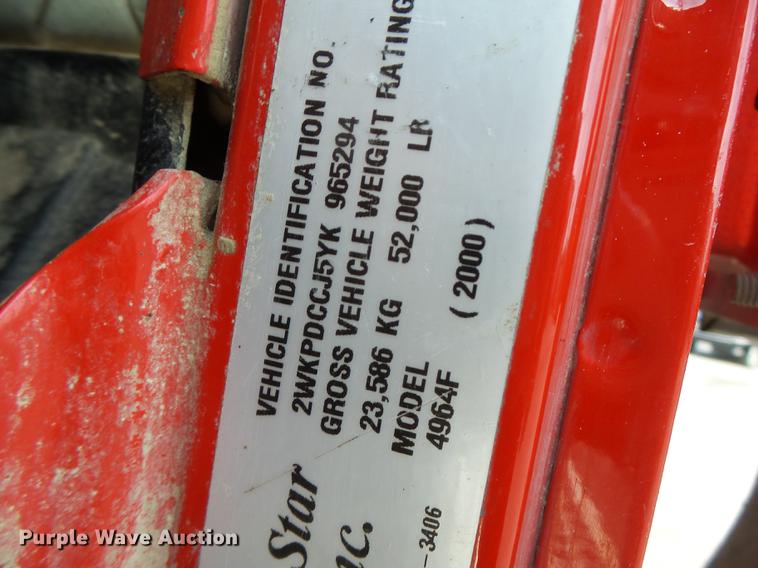 VEHICLE IDENTIFICATION NO.
2WKPDCCJ5YK 965294
GROSS VEHICLE WEIGHT RATING
23,586 KG 52,000 LR
MODEL
4964F (2000)
Star
nc.
-3406
Purple Wave Auction